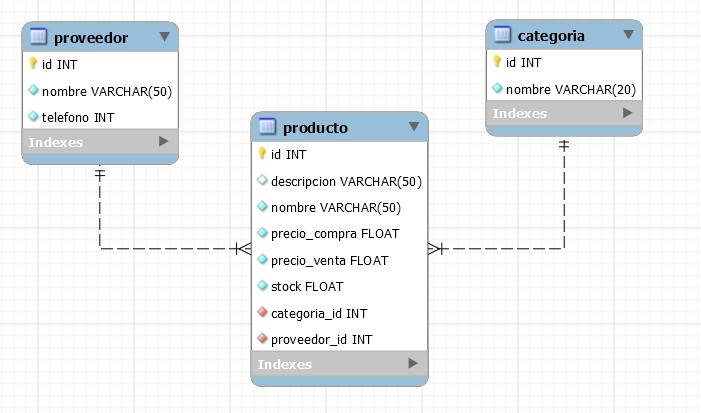 proveedor
id INT
nombre VARCHAR(50)
telefono INT
Indexes
producto
id INT
descripcion VARCHAR(50)
nombre VARCHAR(50)
precio_compra FLOAT
precio_venta FLOAT
stock FLOAT
categoria_id INT
proveedor_id INT
Indexes
categoria
id INT
nombre VARCHAR(20)
Indexes